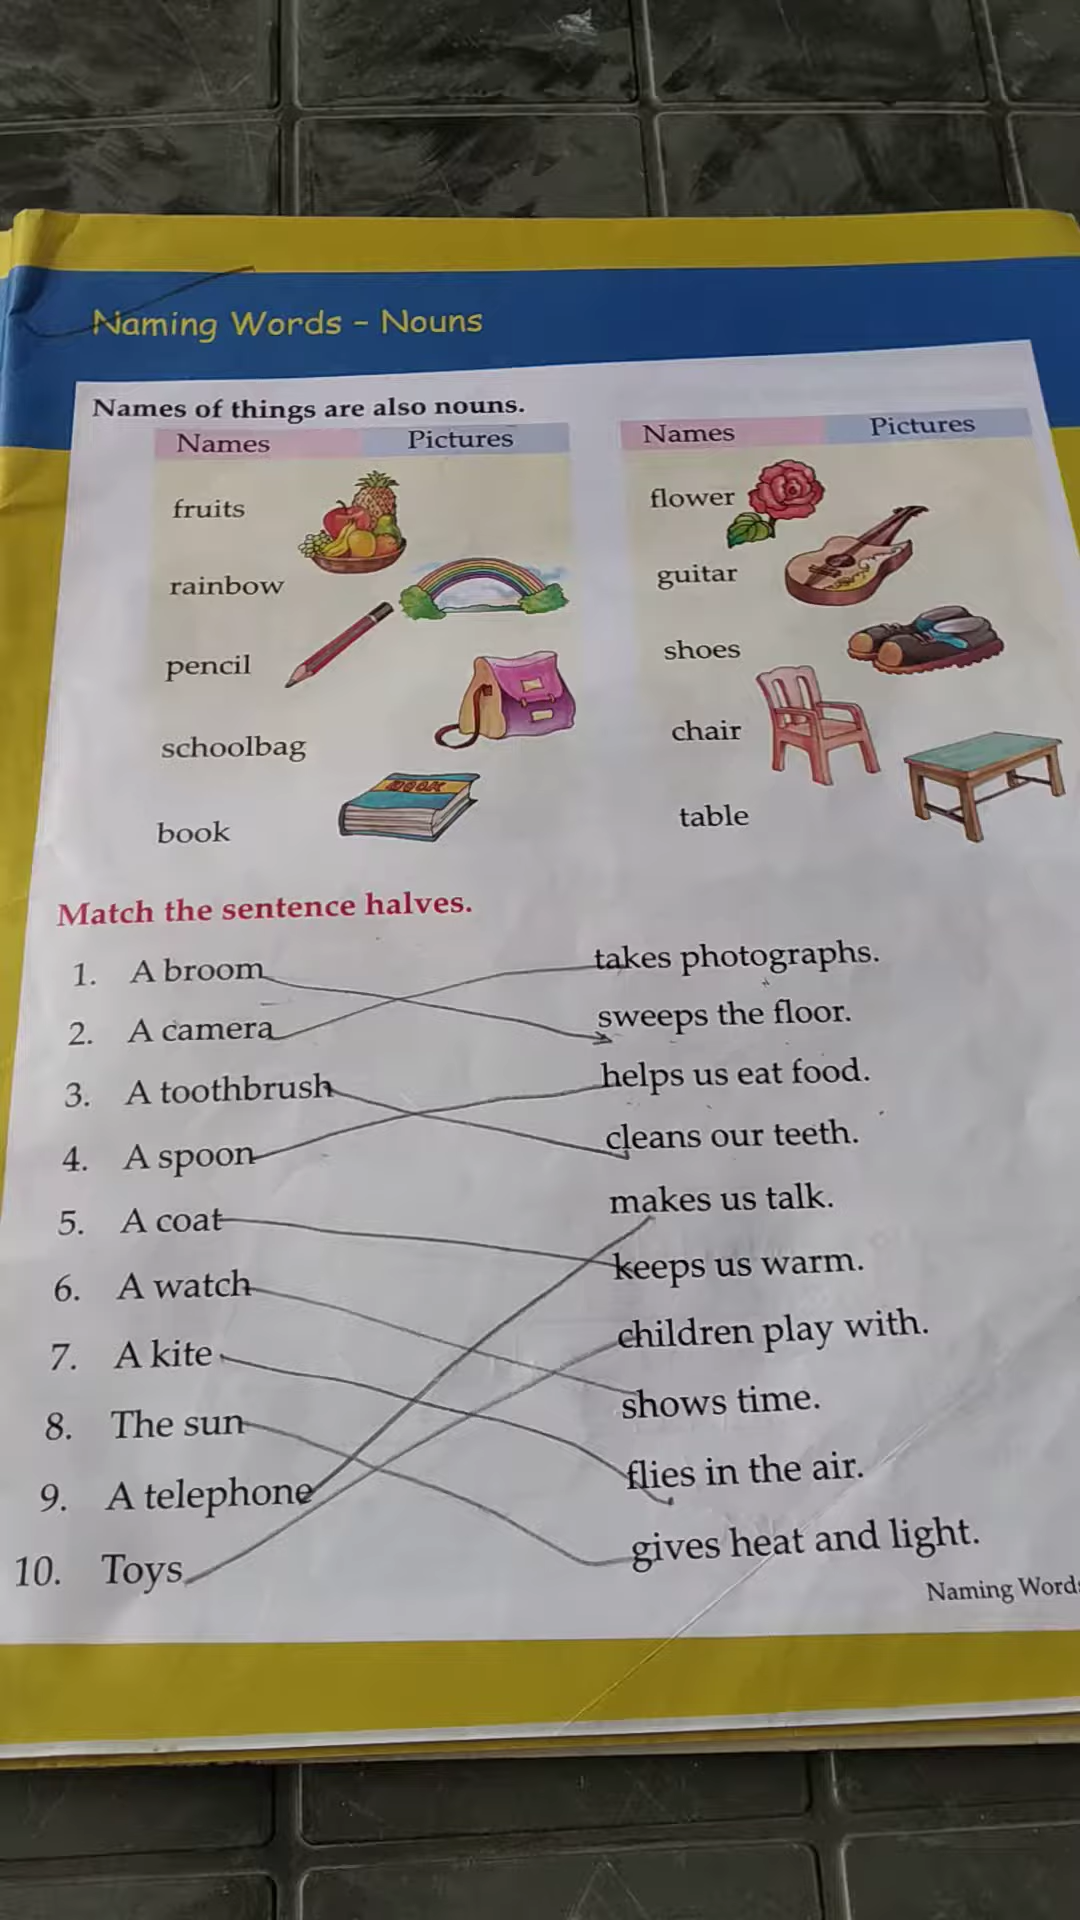 Naming Words - Nouns
Names of things are also nouns.
Names Pictures Names Pictures
fruits flower
rainbow guitar
pencil shoes
schoolbag chair
BOOK
book table
Match the sentence halves.
1. A broom takes photographs.
2. A camera sweeps the floor.
3. A toothbrush helps us eat food.
4. A spoon cleans our teeth.
5. A coat makes us talk.
6. A watch keeps us warm.
7. A kite children play with.
8. The sun shows time.
9. A telephone flies in the air.
10. Toys gives heat and light.
Naming Words